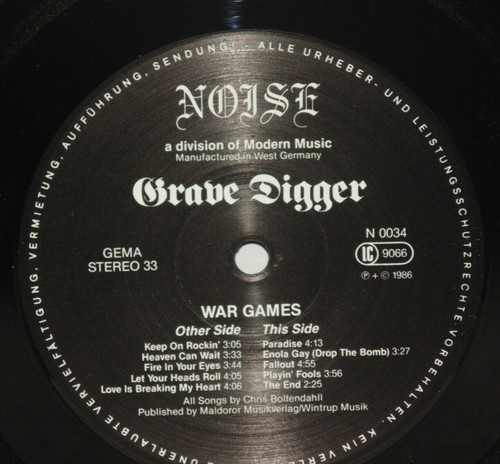 VERMIETUNG, AUFFÜHRUNG, SENDUNG! - ALLE URHEBER- UND LEISTUNGSSCHUTZRECHTE VORBEHALTEN. KEIN VERLEIH
UNERLAUBTE VERVIELFÄLTIGUNG,
NOISE
a division of Modern Music
Manufactured in West Germany
Grave Digger
GEMA
STEREO 33
N 0034
LC 9066
℗ + © 1986
WAR GAMES
Other Side
Keep On Rockin' 3:05
Heaven Can Wait 3:33
Fire In Your Eyes 3:44
Let Your Heads Roll 4:05
Love Is Breaking My Heart 4:06
This Side
Paradise 4:13
Enola Gay (Drop The Bomb) 3:27
Fallout 4:55
Playin' Fools 3:56
The End 2:25
All Songs by Chris Boltendahl
Published by Maldoror Musikverlag/Wintrup Musik